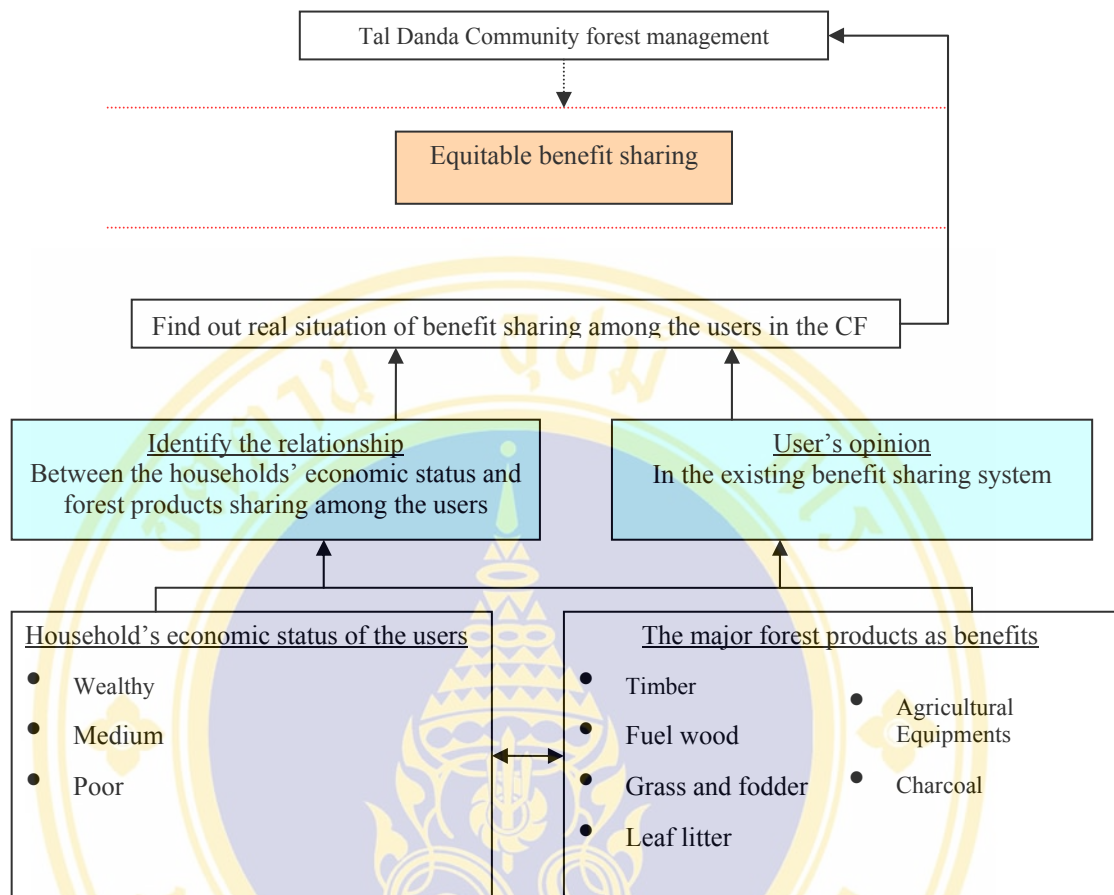 Tal Danda Community forest management
Equitable benefit sharing
Find out real situation of benefit sharing among the users in the CF
Identify the relationship
Between the households’ economic status and
forest products sharing among the users
User’s opinion
In the existing benefit sharing system
Household’s economic status of the users
• Wealthy
• Medium
• Poor
The major forest products as benefits
• Timber
• Fuel wood
• Grass and fodder
• Leaf litter
• Agricultural
Equipments
• Charcoal